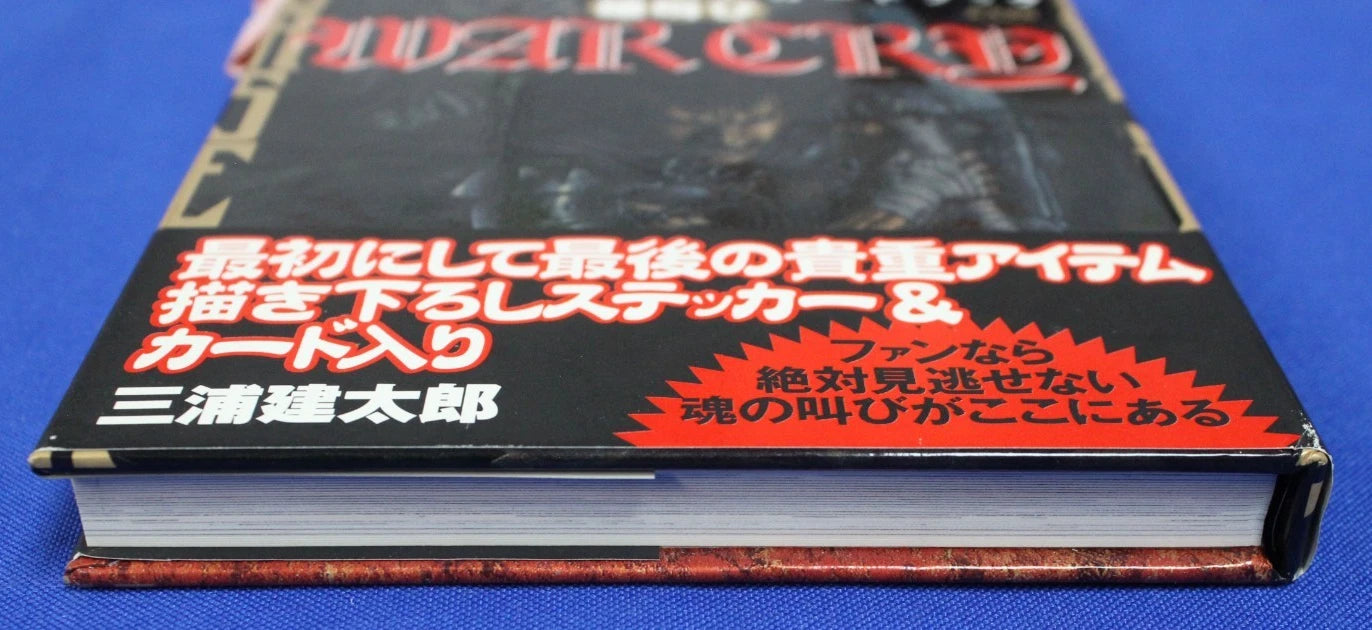 WAR CRY
最初にして最後の貴重アイテム
描き下ろしステッカー&
カード入り
三浦建太郎
ファンなら
絶対見逃せない
魂の叫びがここにある